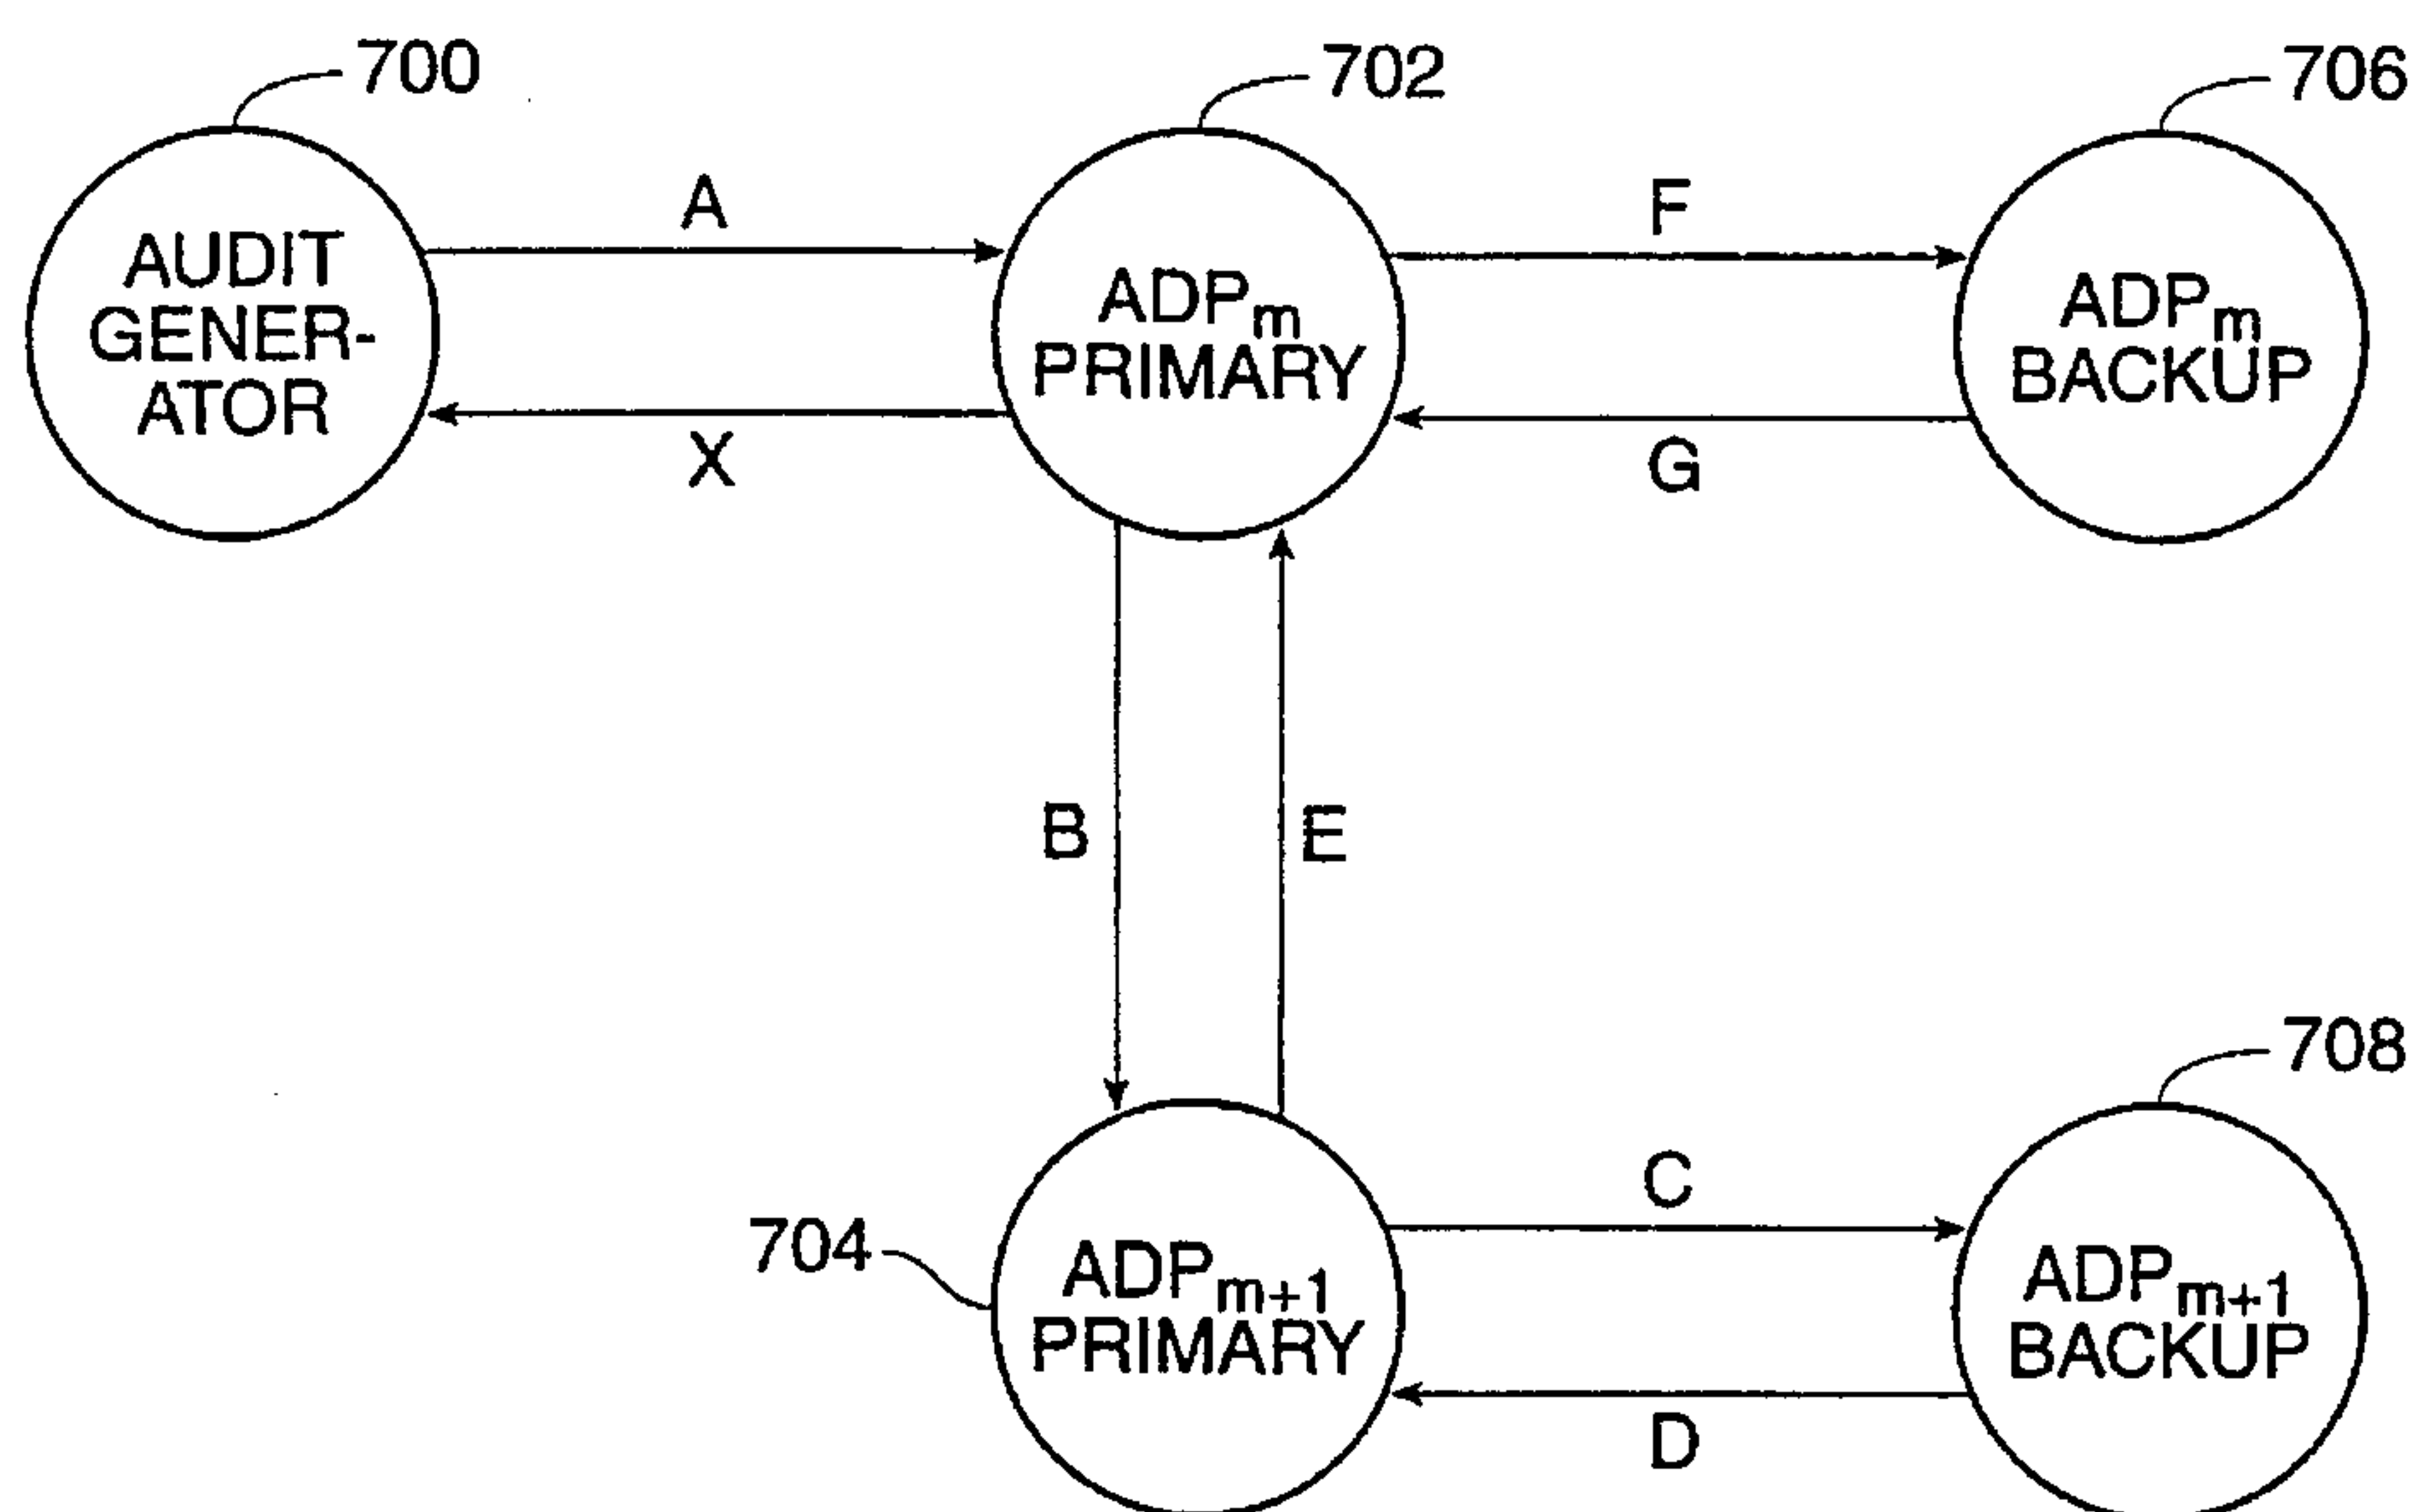 700
702
706
A
F
AUDIT
GENER-
ATOR
ADPm
PRIMARY
ADPm
BACKUP
X
G
B
E
708
C
704
ADPm+1
PRIMARY
ADPm+1
BACKUP
D